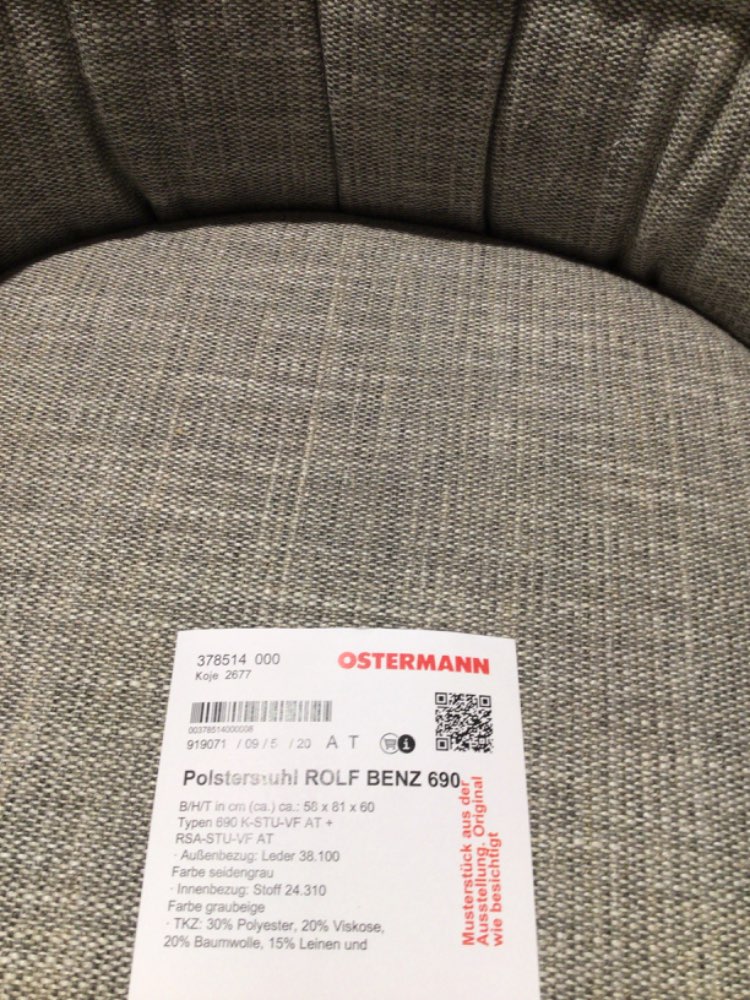 378514 000
OSTERMANN
Koje 2677
00378514000008
919071 / 09 / 5 / 20 A T
Polsterstuhl ROLF BENZ 690
B/H/T in cm (ca.) ca.: 58 x 81 x 60
Typen 690 K-STU-VF AT +
RSA-STU-VF AT
· Außenbezug: Leder 38.100
Farbe seidengrau
· Innenbezug: Stoff 24.310
Farbe graubeige
· TKZ: 30% Polyester, 20% Viskose,
20% Baumwolle, 15% Leinen und
Musterstück aus der
Ausstellung. Original
wie besichtigt